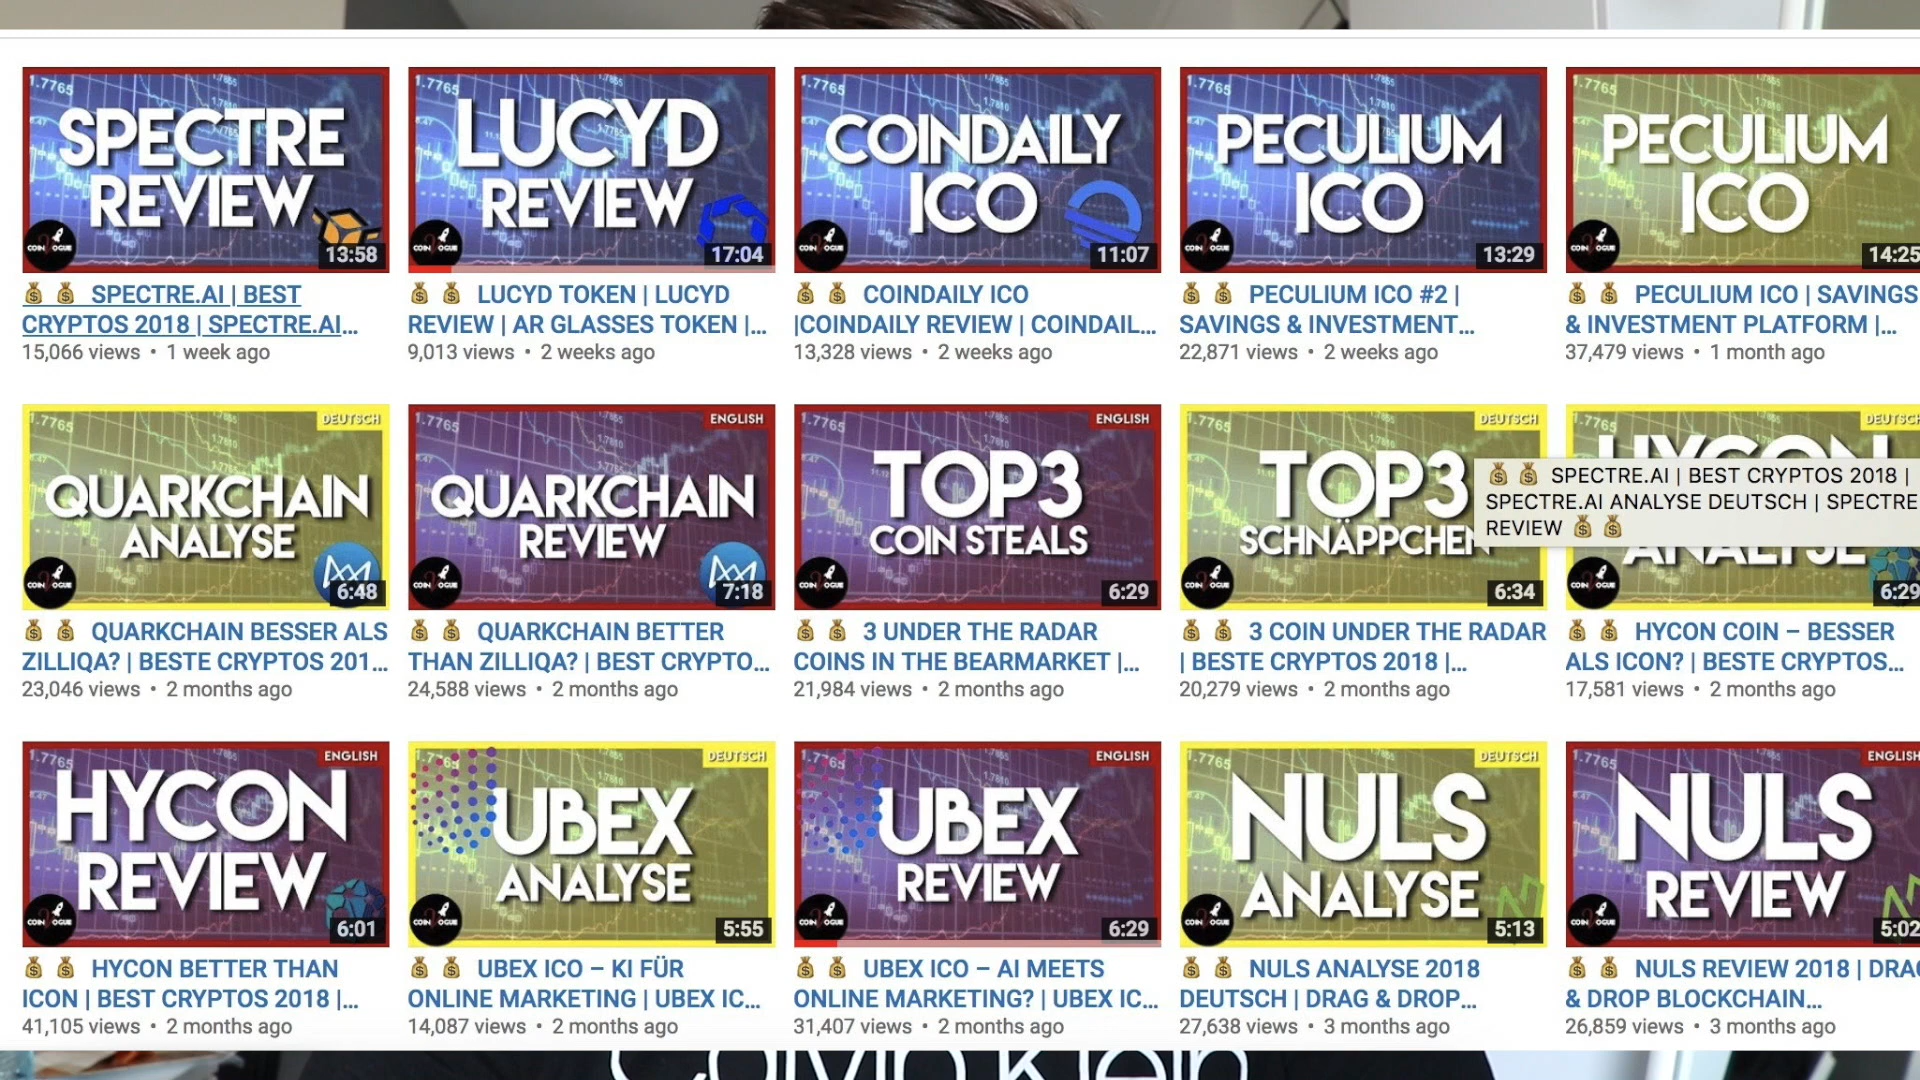 SPECTRE
REVIEW
13:58
SPECTRE.AI | BEST
CRYPTOS 2018 | SPECTRE.AI...
15,066 views • 1 week ago
LUCYD
REVIEW
17:04
LUCYD TOKEN | LUCYD
REVIEW | AR GLASSES TOKEN |...
9,013 views • 2 weeks ago
COINDAILY
ICO
11:07
COINDAILY ICO
|COINDAILY REVIEW | COINDAIL...
13,328 views • 2 weeks ago
PECULIUM
ICO
13:29
PECULIUM ICO #2 |
SAVINGS & INVESTMENT...
22,871 views • 2 weeks ago
PECULIUM
ICO
14:25
PECULIUM ICO | SAVINGS
& INVESTMENT PLATFORM |...
37,479 views • 1 month ago
DEUTSCH
QUARKCHAIN
ANALYSE
6:48
QUARKCHAIN BESSER ALS
ZILLIQA? | BESTE CRYPTOS 201...
23,046 views • 2 months ago
ENGLISH
QUARKCHAIN
REVIEW
7:18
QUARKCHAIN BETTER
THAN ZILLIQA? | BEST CRYPTO...
24,588 views • 2 months ago
ENGLISH
TOP3
COIN STEALS
6:29
3 UNDER THE RADAR
COINS IN THE BEARMARKET |...
21,984 views • 2 months ago
DEUTSCH
TOP3
SCHNÄPPCHEN
6:34
3 COIN UNDER THE RADAR
| BESTE CRYPTOS 2018 |...
20,279 views • 2 months ago
DEUTSCH
HYCON
ANALYSE
6:29
SPECTRE.AI | BEST CRYPTOS 2018 |
SPECTRE.AI ANALYSE DEUTSCH | SPECTRE
REVIEW
HYCON COIN – BESSER
ALS ICON? | BESTE CRYPTOS...
17,581 views • 2 months ago
ENGLISH
HYCON
REVIEW
6:01
HYCON BETTER THAN
ICON | BEST CRYPTOS 2018 |...
41,105 views • 2 months ago
DEUTSCH
UBEX
ANALYSE
5:55
UBEX ICO – KI FÜR
ONLINE MARKETING | UBEX IC...
14,087 views • 2 months ago
ENGLISH
UBEX
REVIEW
6:29
UBEX ICO – AI MEETS
ONLINE MARKETING? | UBEX IC...
31,407 views • 2 months ago
DEUTSCH
NULS
ANALYSE
5:13
NULS ANALYSE 2018
DEUTSCH | DRAG & DROP...
27,638 views • 3 months ago
ENGLISH
NULS
REVIEW
5:02
NULS REVIEW 2018 | DRAG
& DROP BLOCKCHAIN...
26,859 views • 3 months ago
Calvin Klein